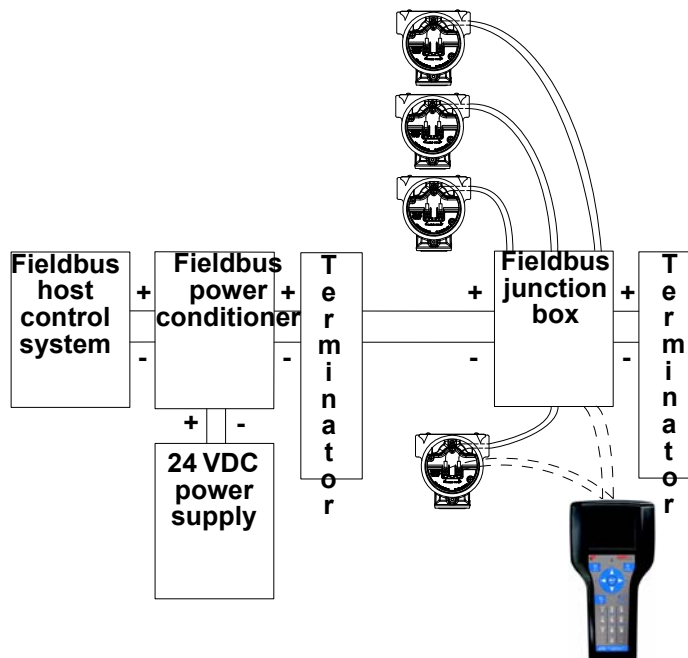 Fieldbus
host
control
system
+
-
Fieldbus
power
conditioner
+
-
T
e
r
m
i
n
a
t
o
r
+
-
Fieldbus
junction
box
+
-
T
e
r
m
i
n
a
t
o
r
+
-
24 VDC
power
supply